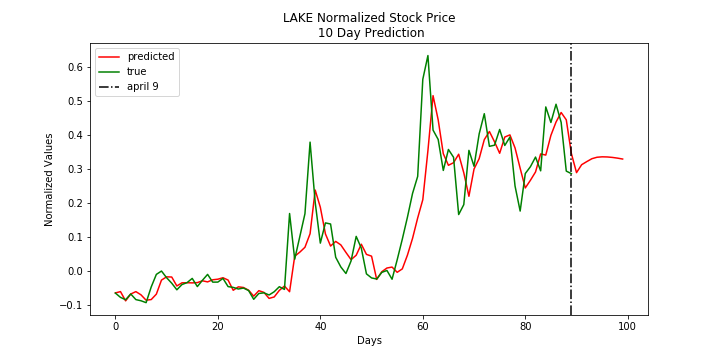 LAKE Normalized Stock Price
10 Day Prediction
predicted
true
april 9
Normalized Values
0.6
0.5
0.4
0.3
0.2
0.1
0.0
−0.1
0
20
40
60
80
100
Days